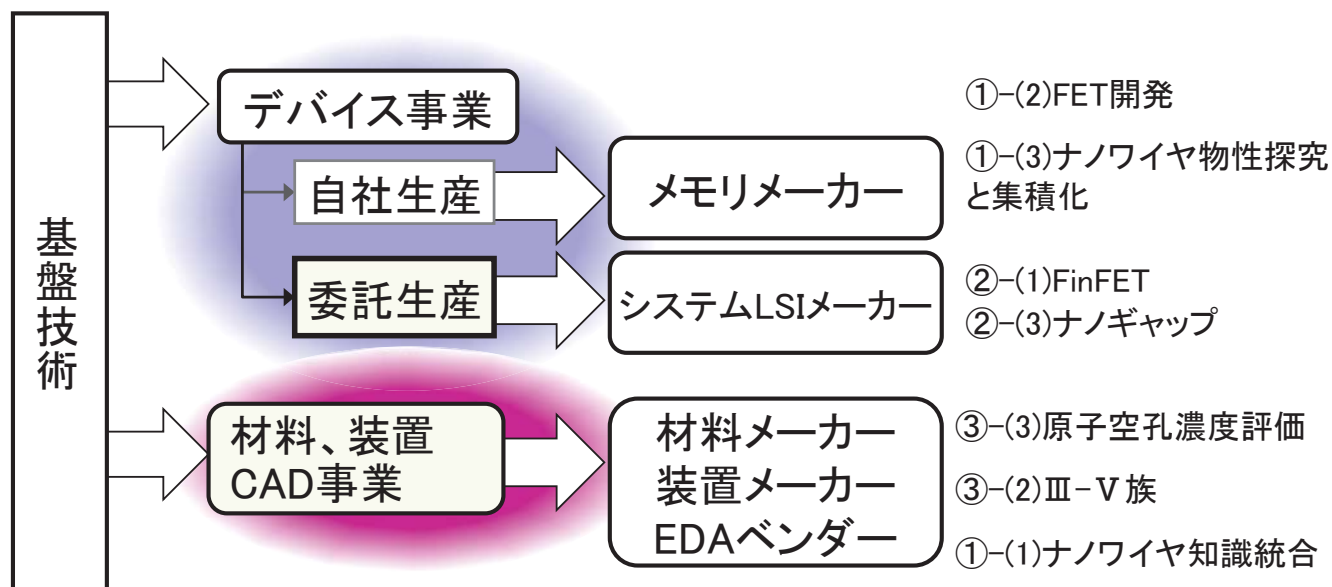 基盤技術
デバイス事業
自社生産
委託生産
メモリメーカー
システムLSIメーカー
①-(2)FET開発
①-(3)ナノワイヤ物性探究
と集積化
②-(1)FinFET
②-(3)ナノギャップ
材料、装置
CAD事業
材料メーカー
装置メーカー
EDAベンダー
③-(3)原子空孔濃度評価
③-(2)Ⅲ-Ⅴ族
①-(1)ナノワイヤ知識統合